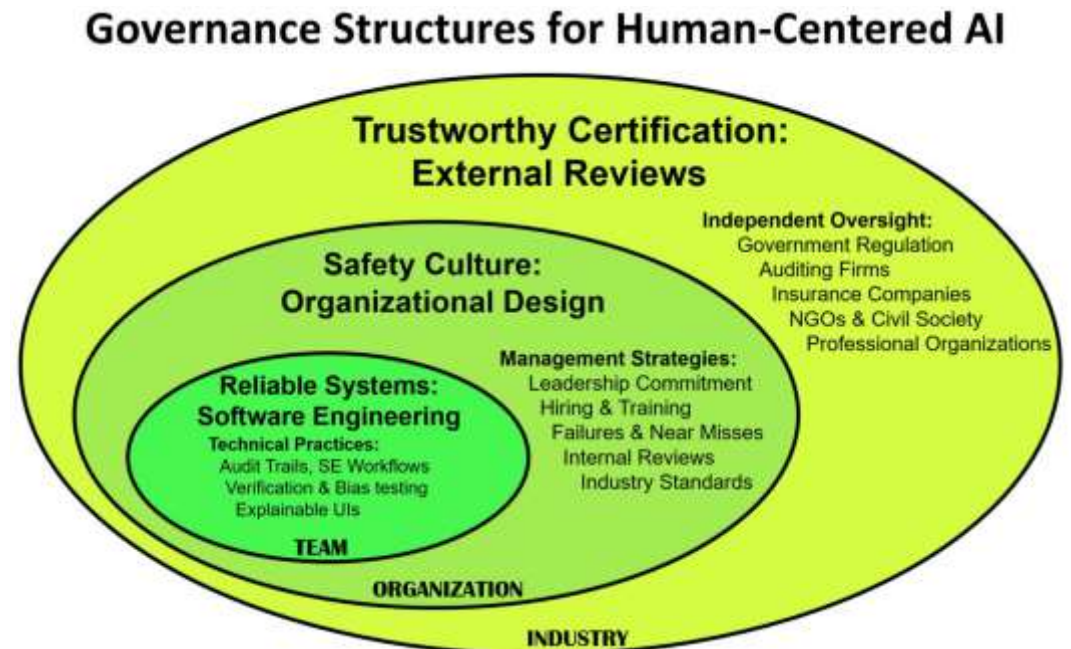 Governance Structures for Human-Centered AI
Trustworthy Certification:
External Reviews
Independent Oversight:
Government Regulation
Auditing Firms
Insurance Companies
NGOs & Civil Society
Professional Organizations
Safety Culture:
Organizational Design
Management Strategies:
Leadership Commitment
Hiring & Training
Failures & Near Misses
Internal Reviews
Industry Standards
Reliable Systems:
Software Engineering
Technical Practices:
Audit Trails, SE Workflows
Verification & Bias testing
Explainable UIs
TEAM
ORGANIZATION
INDUSTRY